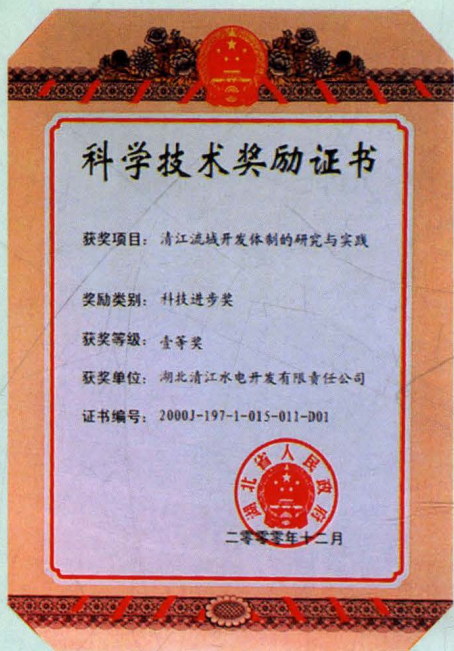 科学技术奖励证书
获奖项目：清江流域开发体制的研究与实践
奖励类别：科技进步奖
获奖等级：壹等奖
获奖单位：湖北清江水电开发有限责任公司
证书编号：2000J-197-1-015-011-D01
湖北省人民政府
二零零零年十二月